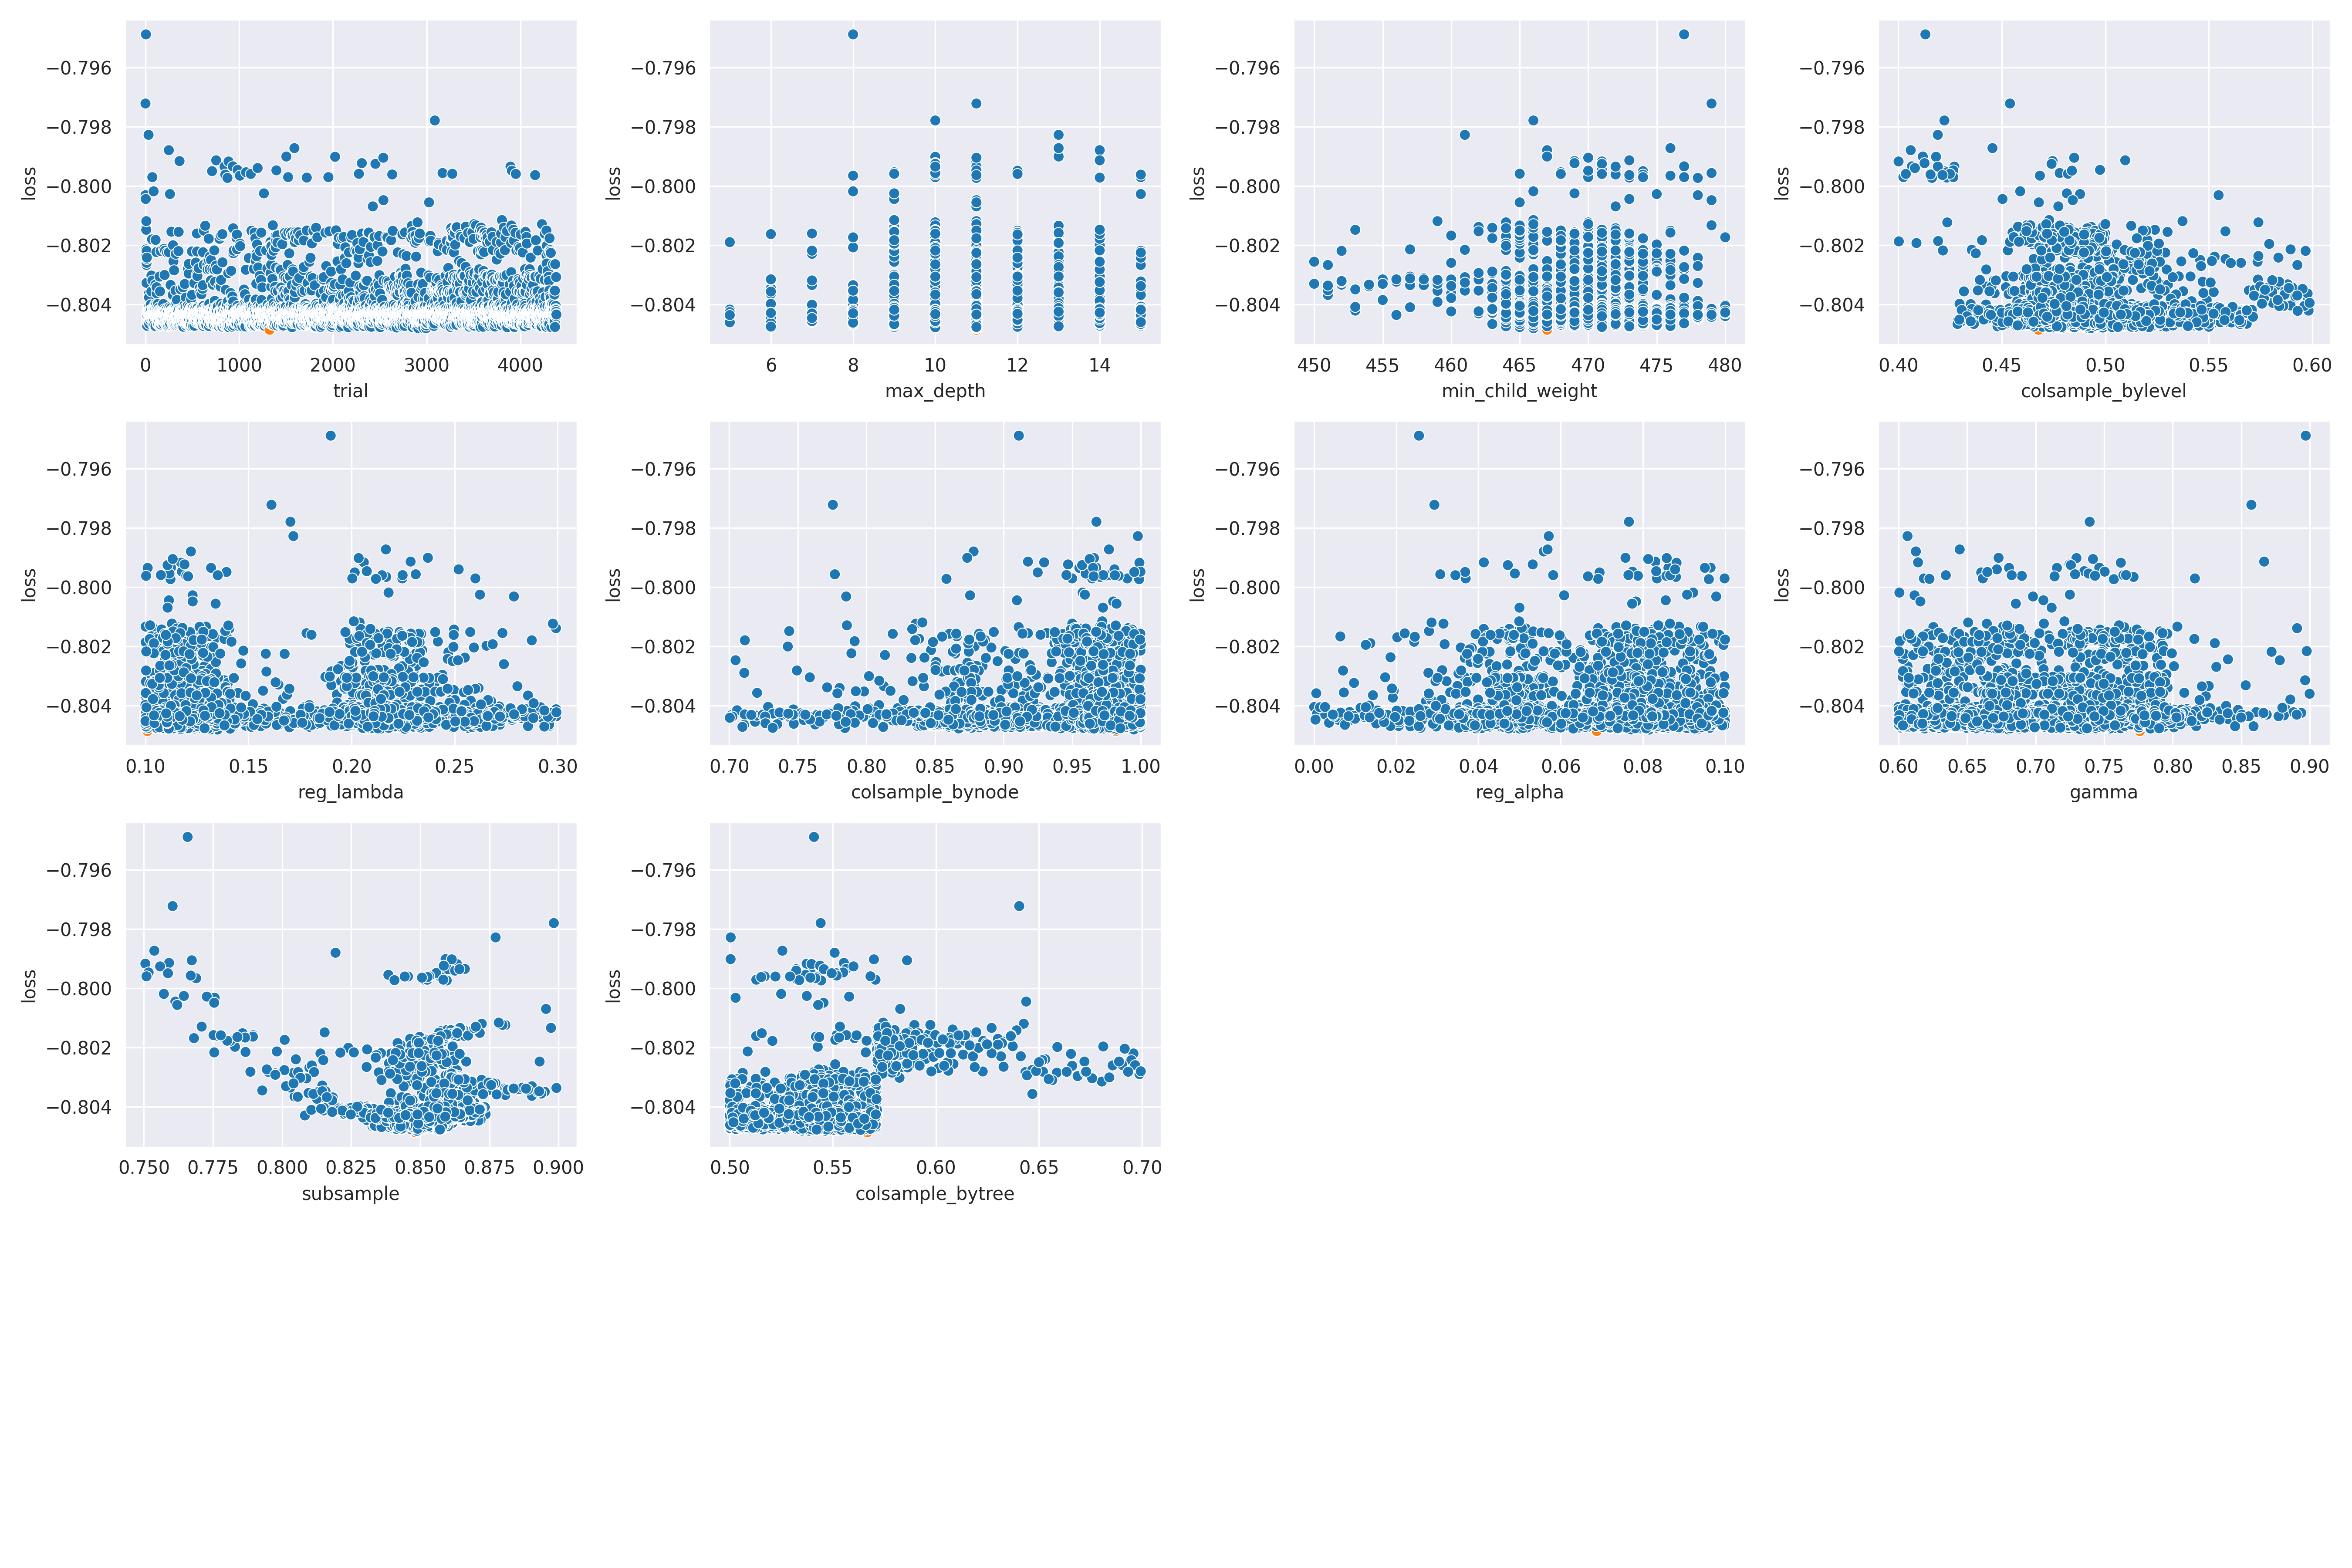 −0.796 −0.796 −0.796 −0.796
−0.798 −0.798 −0.798 −0.798
−0.800 −0.800 −0.800 −0.800
−0.802 −0.802 −0.802 −0.802
−0.804 −0.804 −0.804 −0.804
loss loss loss loss
0 1000 2000 3000 4000 6 8 10 12 14 450 455 460 465 470 475 480 0.40 0.45 0.50 0.55 0.60
trial max_depth min_child_weight colsample_bylevel
−0.796 −0.796 −0.796 −0.796
−0.798 −0.798 −0.798 −0.798
−0.800 −0.800 −0.800 −0.800
−0.802 −0.802 −0.802 −0.802
−0.804 −0.804 −0.804 −0.804
loss loss loss loss
0.10 0.15 0.20 0.25 0.30 0.70 0.75 0.80 0.85 0.90 0.95 1.00 0.00 0.02 0.04 0.06 0.08 0.10 0.60 0.65 0.70 0.75 0.80 0.85 0.90
reg_lambda colsample_bynode reg_alpha gamma
−0.796 −0.796
−0.798 −0.798
−0.800 −0.800
−0.802 −0.802
−0.804 −0.804
loss loss
0.750 0.775 0.800 0.825 0.850 0.875 0.900 0.50 0.55 0.60 0.65 0.70
subsample colsample_bytree